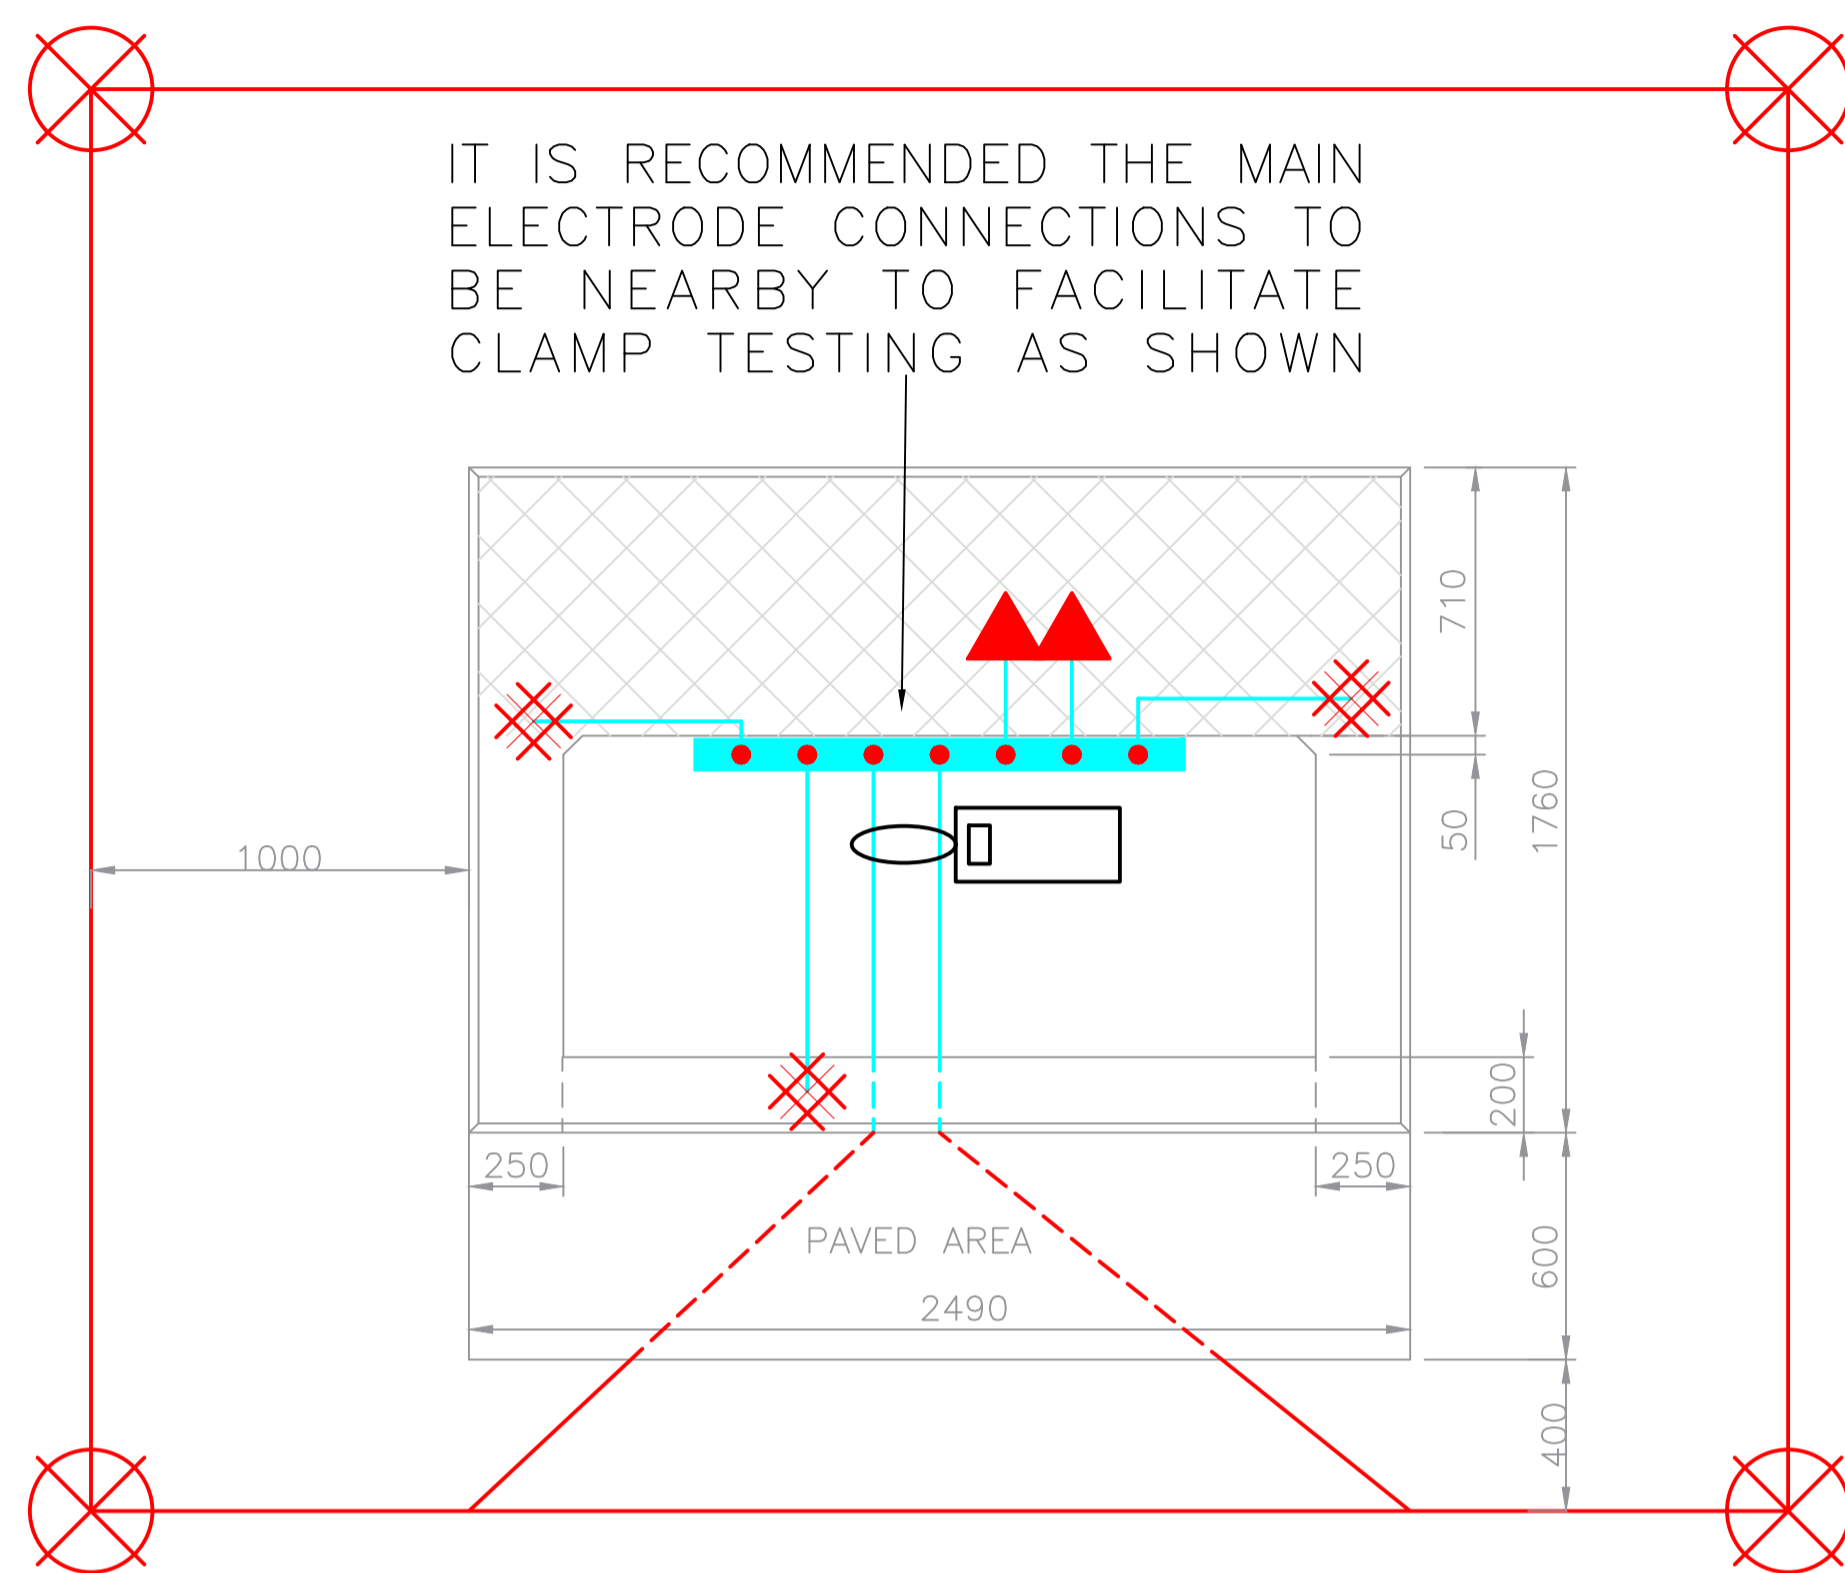 IT IS RECOMMENDED THE MAIN
ELECTRODE CONNECTIONS TO
BE NEARBY TO FACILITATE
CLAMP TESTING AS SHOWN
710
50
1760
1000
200
250
250
PAVED AREA
600
2490
400